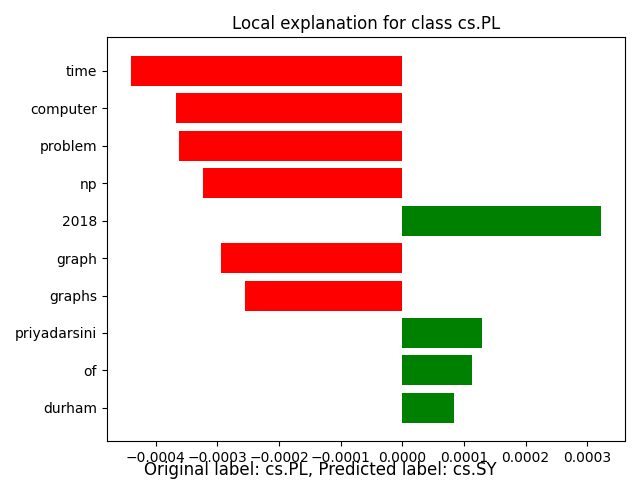 Local explanation for class cs.PL
time
computer
problem
np
2018
graph
graphs
priyadarsini
of
durham
−0.0004 −0.0003 −0.0002 −0.0001 0.0000 0.0001 0.0002 0.0003
Original label: cs.PL, Predicted label: cs.SY